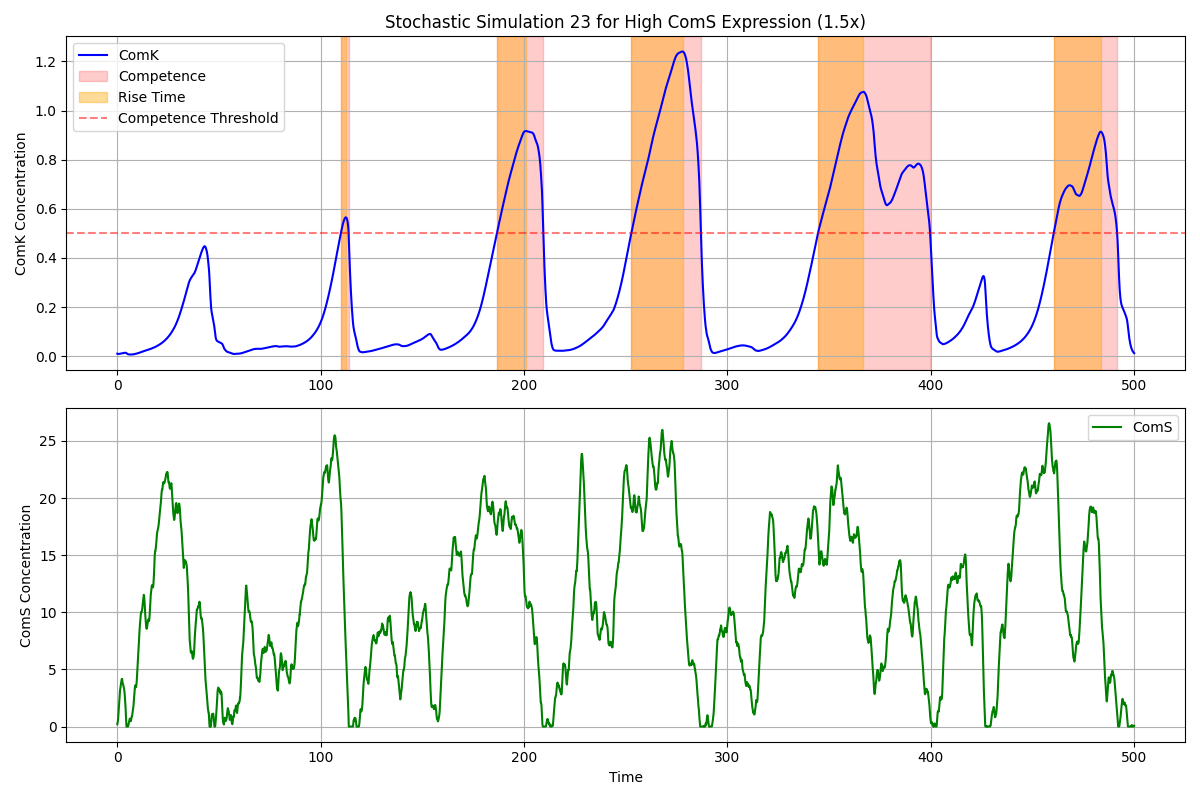 Stochastic Simulation 23 for High ComS Expression (1.5x)
ComK
Competence
Rise Time
Competence Threshold
ComK Concentration
1.2
1.0
0.8
0.6
0.4
0.2
0.0
0 100 200 300 400 500
ComS
ComS Concentration
25
20
15
10
5
0
0 100 200 300 400 500
Time